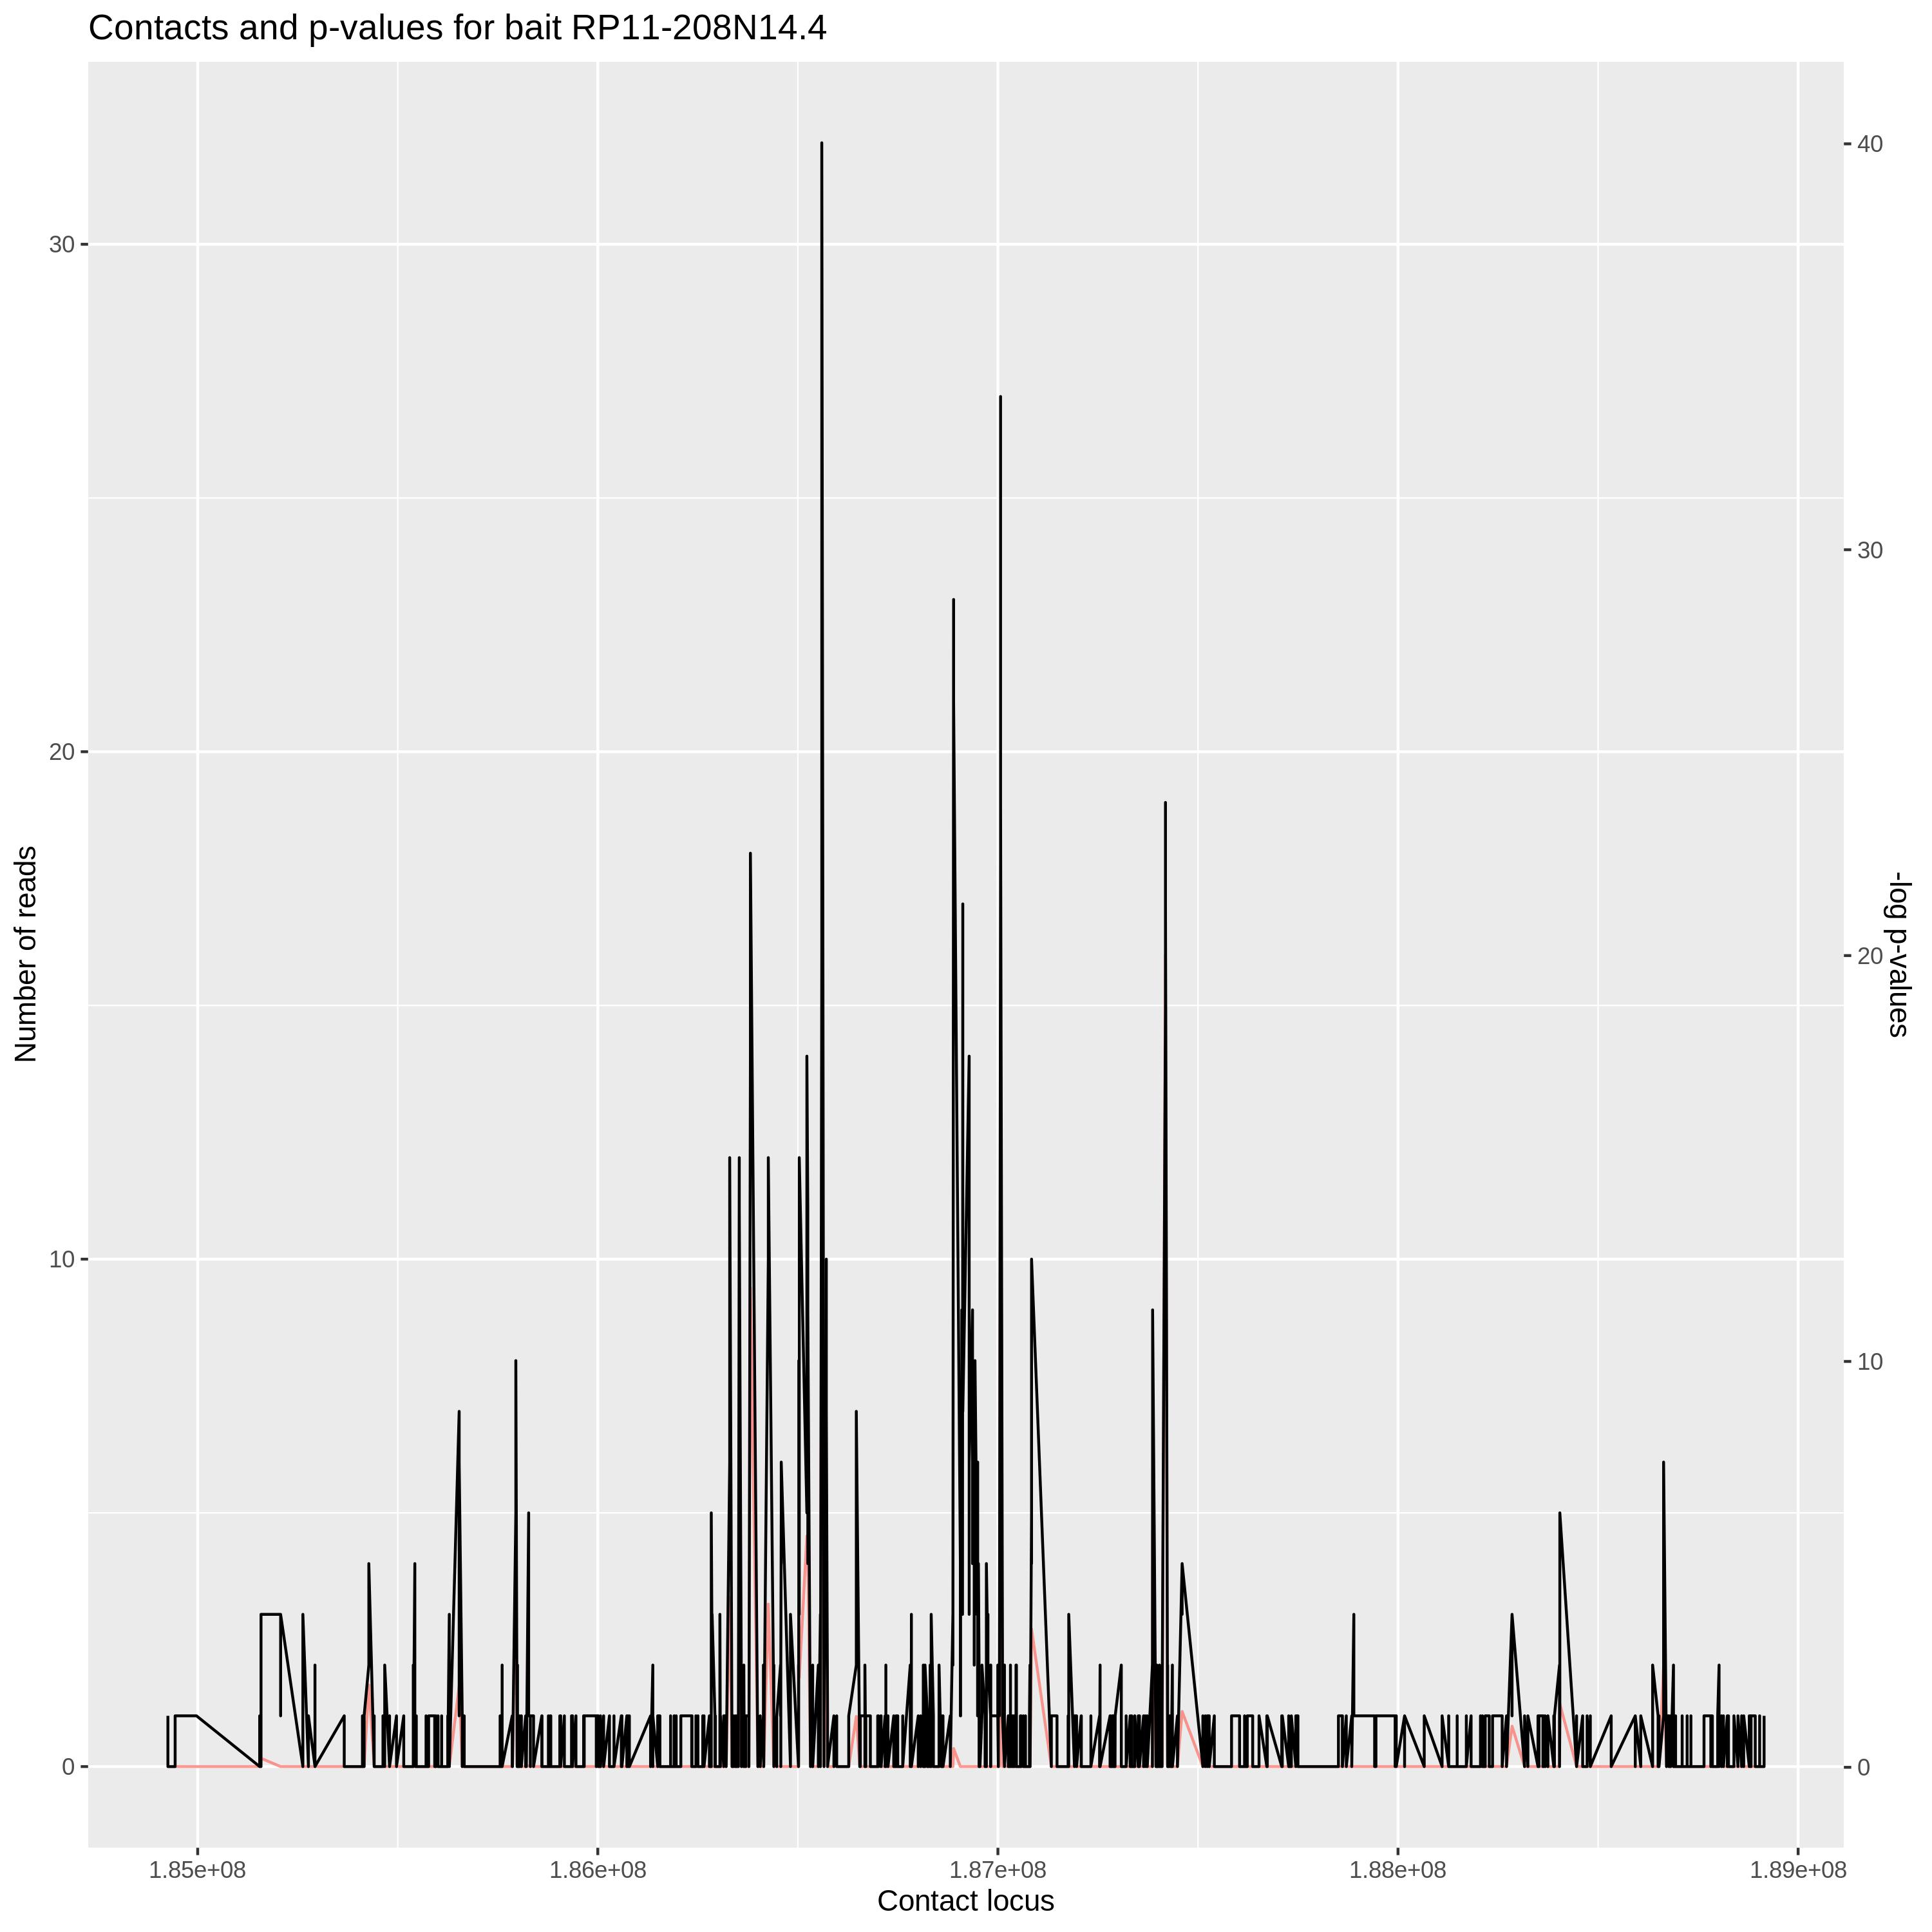 Contacts and p-values for bait RP11-208N14.4
Number of reads
30
20
10
0
40
30
20
10
0
-log p-values
1.85e+08
1.86e+08
1.87e+08
1.88e+08
1.89e+08
Contact locus